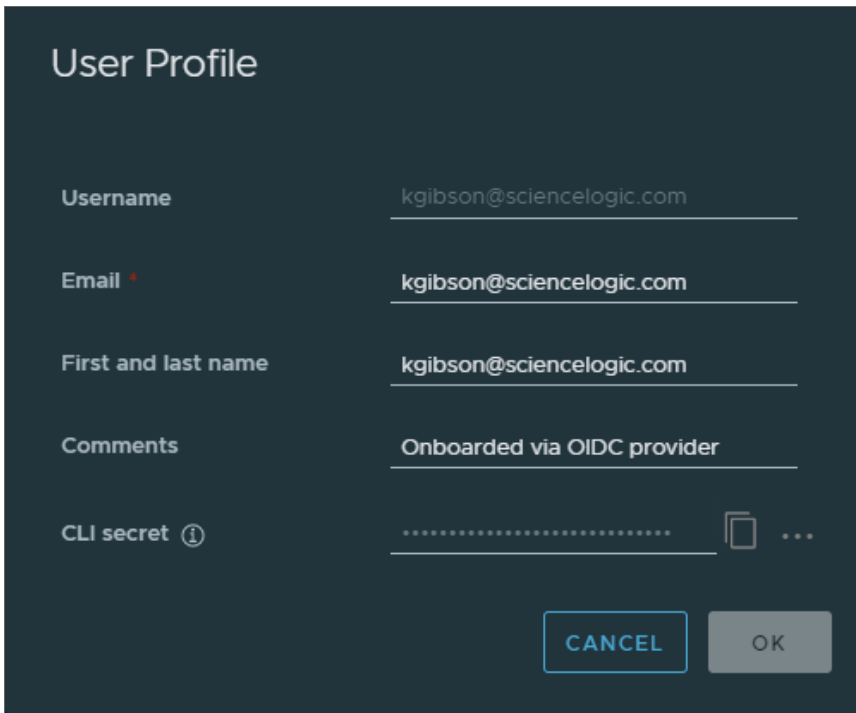 User Profile
Username kgibson@sciencelogic.com
Email * kgibson@sciencelogic.com
First and last name kgibson@sciencelogic.com
Comments Onboarded via OIDC provider
CLI secret ⓘ ••••••••••••••••••••••••••••• ...
CANCEL OK